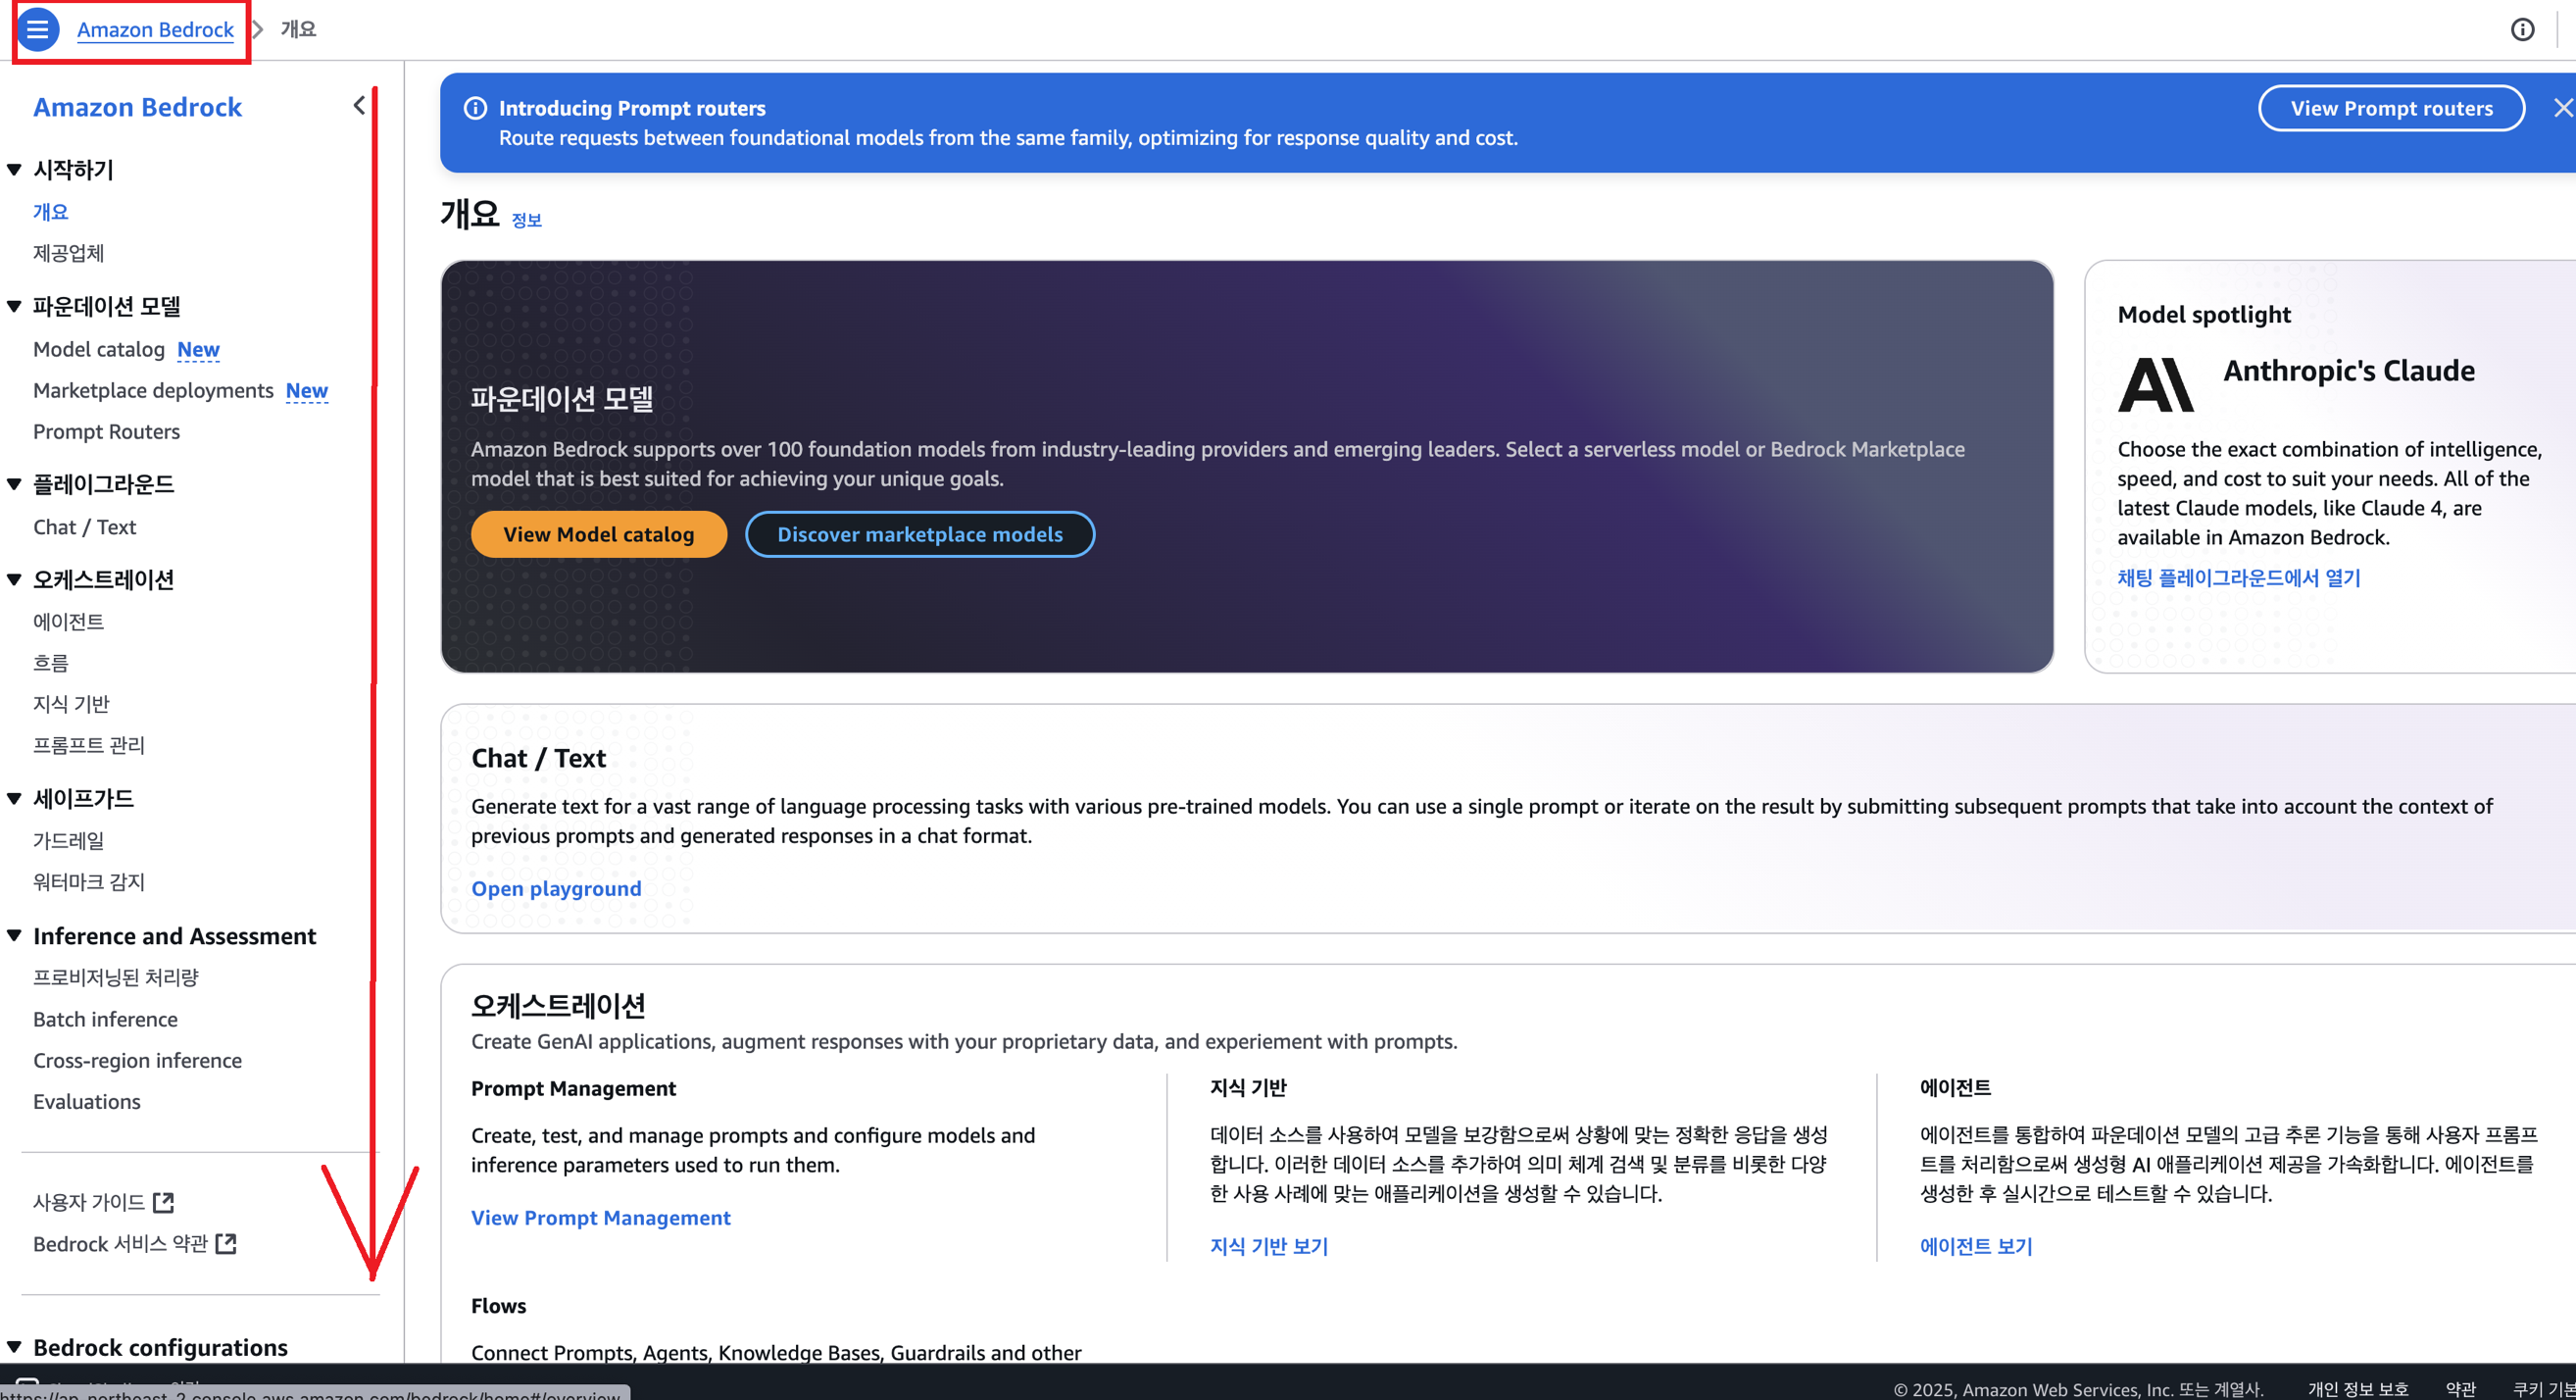 Amazon Bedrock > 개요
Amazon Bedrock
시작하기
개요
제공업체
파운데이션 모델
Model catalog New
Marketplace deployments New
Prompt Routers
플레이그라운드
Chat / Text
오케스트레이션
에이전트
흐름
지식 기반
프롬프트 관리
세이프가드
가드레일
워터마크 감지
Inference and Assessment
프로비저닝된 처리량
Batch inference
Cross-region inference
Evaluations
사용자 가이드
Bedrock 서비스 약관
Bedrock configurations
Introducing Prompt routers
Route requests between foundational models from the same family, optimizing for response quality and cost.
View Prompt routers
개요 정보
파운데이션 모델
Amazon Bedrock supports over 100 foundation models from industry-leading providers and emerging leaders. Select a serverless model or Bedrock Marketplace
model that is best suited for achieving your unique goals.
View Model catalog
Discover marketplace models
Model spotlight
Anthropic's Claude
Choose the exact combination of intelligence,
speed, and cost to suit your needs. All of the
latest Claude models, like Claude 4, are
available in Amazon Bedrock.
채팅 플레이그라운드에서 열기
Chat / Text
Generate text for a vast range of language processing tasks with various pre-trained models. You can use a single prompt or iterate on the result by submitting subsequent prompts that take into account the context of
previous prompts and generated responses in a chat format.
Open playground
오케스트레이션
Create GenAI applications, augment responses with your proprietary data, and experiement with prompts.
Prompt Management
Create, test, and manage prompts and configure models and
inference parameters used to run them.
View Prompt Management
지식 기반
데이터 소스를 사용하여 모델을 보강함으로써 상황에 맞는 정확한 응답을 생성
합니다. 이러한 데이터 소스를 추가하여 의미 체계 검색 및 분류를 비롯한 다양
한 사용 사례에 맞는 애플리케이션을 생성할 수 있습니다.
지식 기반 보기
에이전트
에이전트를 통합하여 파운데이션 모델의 고급 추론 기능을 통해 사용자 프롬프
트를 처리함으로써 생성형 AI 애플리케이션 제공을 가속화합니다. 에이전트를
생성한 후 실시간으로 테스트할 수 있습니다.
에이전트 보기
Flows
Connect Prompts, Agents, Knowledge Bases, Guardrails and other
https://ap-northeast-2.console.aws.amazon.com/bedrock/home#/overview
© 2025, Amazon Web Services, Inc. 또는 계열사.
개인 정보 보호
약관
쿠키 기본